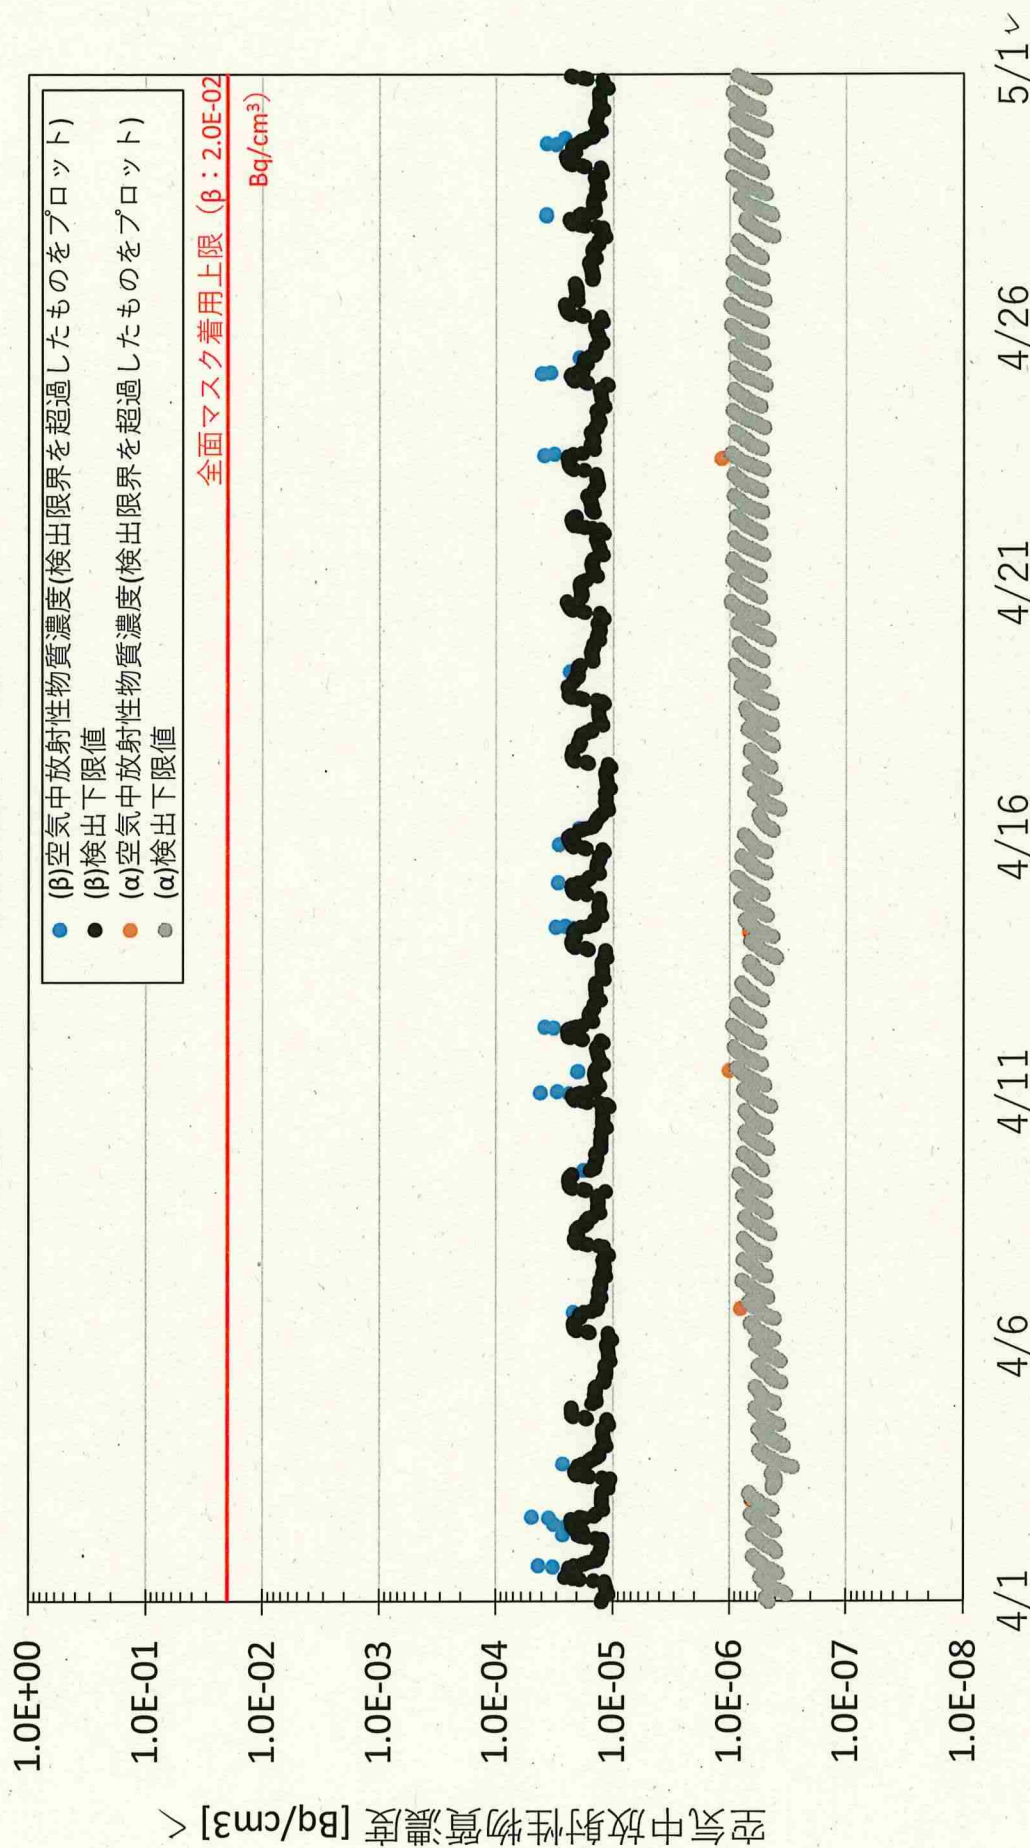 (β)空気中放射性物質濃度(検出限界を超過したものをプロット)
(β)検出下限値
(α)空気中放射性物質濃度(検出限界を超過したものをプロット)
(α)検出下限値
全面マスク着用上限（β：2.0E-02
Bq/cm³）
空気中放射性物質濃度 [Bq/cm3]
1.0E+00
1.0E-01
1.0E-02
1.0E-03
1.0E-04
1.0E-05
1.0E-06
1.0E-07
1.0E-08
4/1
4/6
4/11
4/16
4/21
4/26
5/1